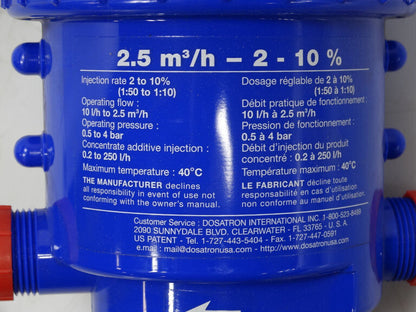 2.5 m³/h – 2 - 10 %
Injection rate 2 to 10%
(1:50 to 1:10)
Operating flow :
10 l/h to 2.5 m³/h
Operating pressure :
0.5 to 4 bar
Concentrate additive injection :
0.2 to 250 l/h
Maximum temperature : 40°C
THE MANUFACTURER declines
all responsibility in event of use not
conforming with the owner's manual.
Dosage réglable de 2 à 10%
(1:50 à 1:10)
Débit pratique de fonctionnement :
10 l/h à 2.5 m³/h
Pression de fonctionnement :
0.5 à 4 bar
Débit d'injection du produit
concentré : 0.2 à 250 l/h
Température maximum : 40°C
LE FABRICANT décline toute
responsabilité en cas d'utilisation
non conforme au manuel d'utilisation.
Customer Service : DOSATRON INTERNATIONAL INC. 1-800-523-8499
2090 SUNNYDALE BLVD. CLEARWATER - FL 33765 - U. S. A.
US PATENT - Tel. 1-727-443-5404 - Fax. 1-727-447-0591
e.mail : mail@dosatronusa.com - http://dosatronusa.com